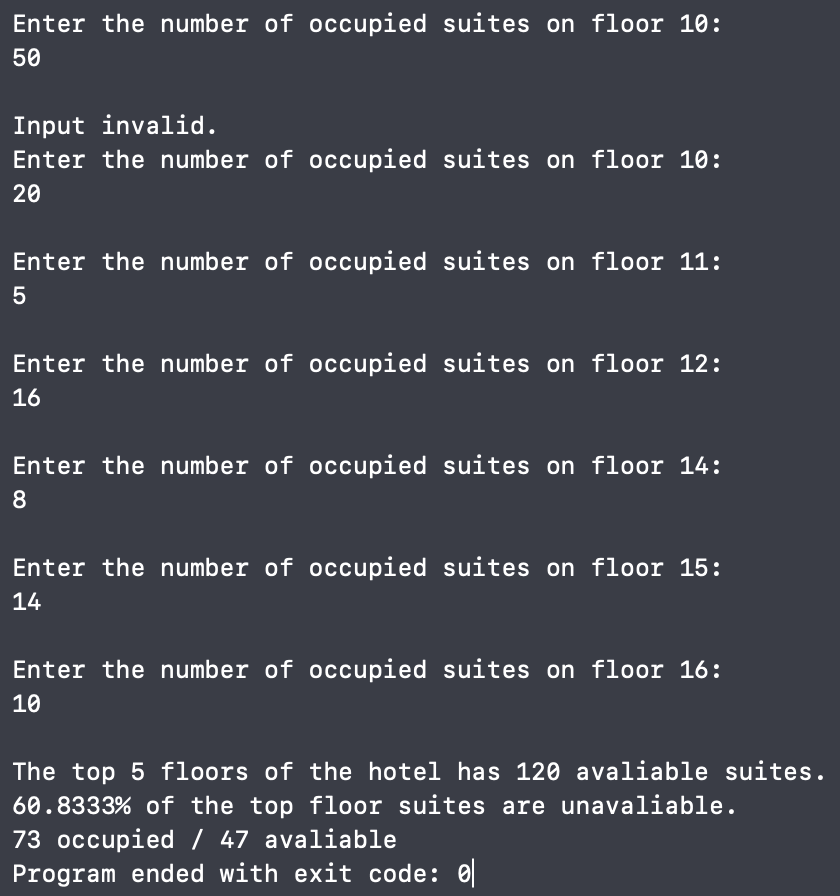 Enter the number of occupied suites on floor 10:
50
Input invalid.
Enter the number of occupied suites on floor 10:
20
Enter the number of occupied suites on floor 11:
5
Enter the number of occupied suites on floor 12:
16
Enter the number of occupied suites on floor 14:
8
Enter the number of occupied suites on floor 15:
14
Enter the number of occupied suites on floor 16:
10
The top 5 floors of the hotel has 120 avaliable suites.
60.8333% of the top floor suites are unavaliable.
73 occupied / 47 avaliable
Program ended with exit code: 0